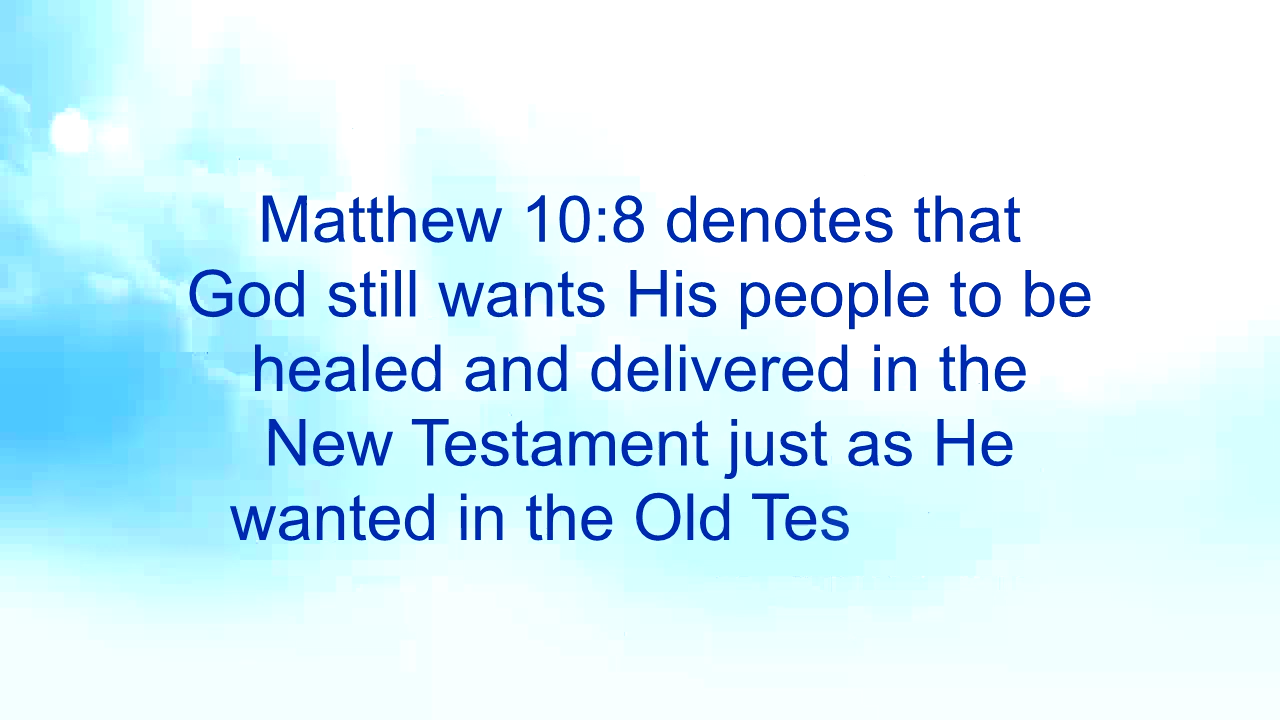 Matthew 10:8 denotes that
God still wants His people to be
healed and delivered in the
New Testament just as He
wanted in the Old Tes